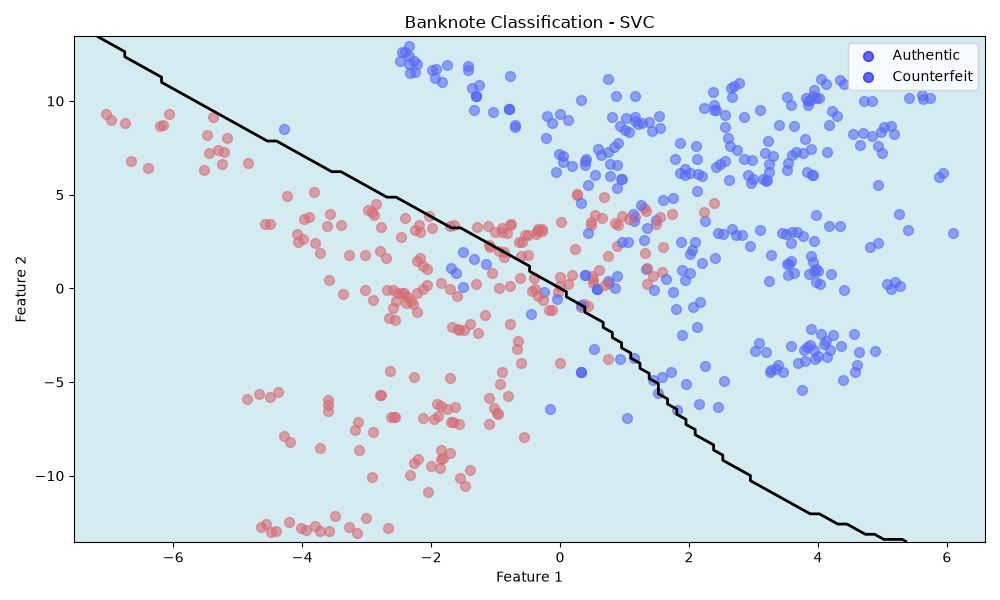 Banknote Classification - SVC
Authentic
Counterfeit
10
5
0
−5
−10
Feature 2
−6
−4
−2
0
2
4
6
Feature 1